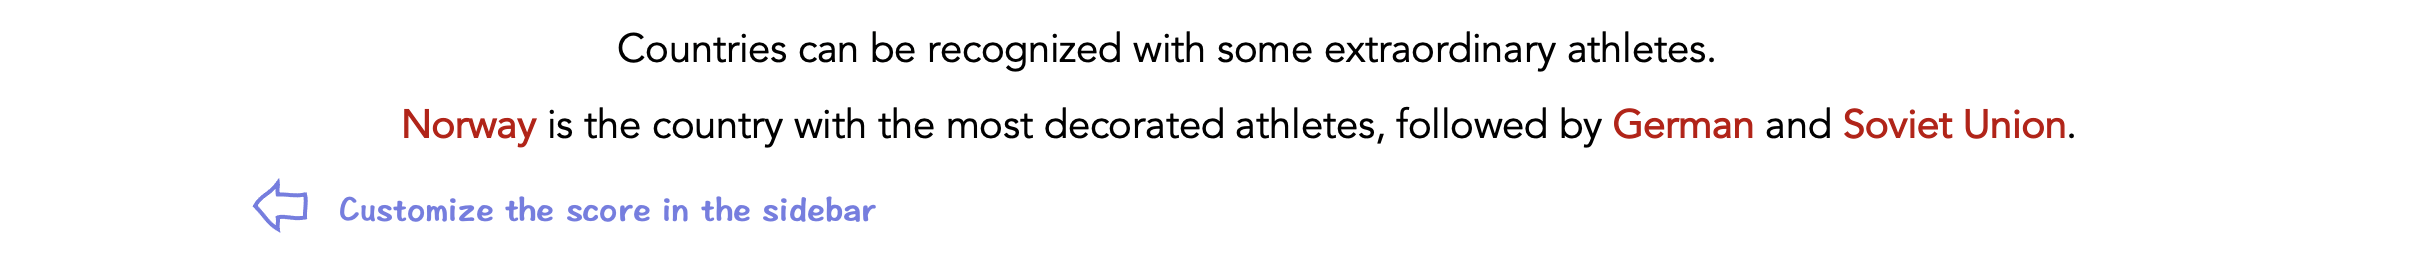 Countries can be recognized with some extraordinary athletes.
Norway is the country with the most decorated athletes, followed by German and Soviet Union.
Customize the score in the sidebar